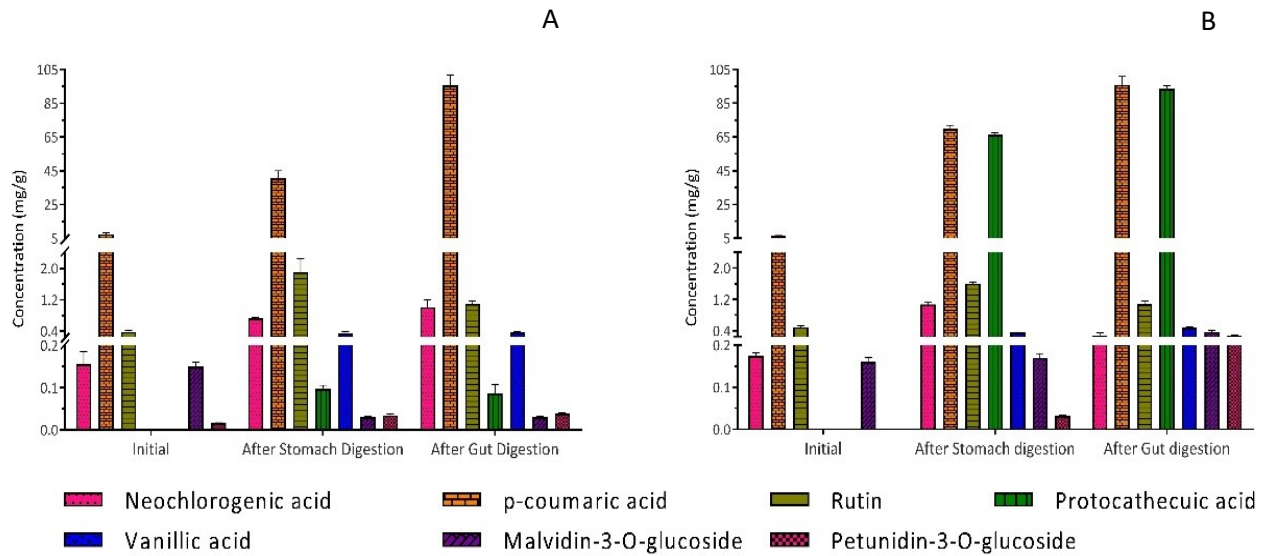 A
B
105
85
65
45
25
5
2.0
1.2
0.4
0.2
0.1
0.0
Concentration (mg/g)
Initial
After Stomach Digestion
After Gut Digestion
105
85
65
45
25
5
2.0
1.2
0.4
0.2
0.1
0.0
Concentration (mg/g)
Initial
After Stomach digestion
After Gut digestion
Neochlorogenic acid
p-coumaric acid
Rutin
Protocathecuic acid
Vanillic acid
Malvidin-3-O-glucoside
Petunidin-3-O-glucoside